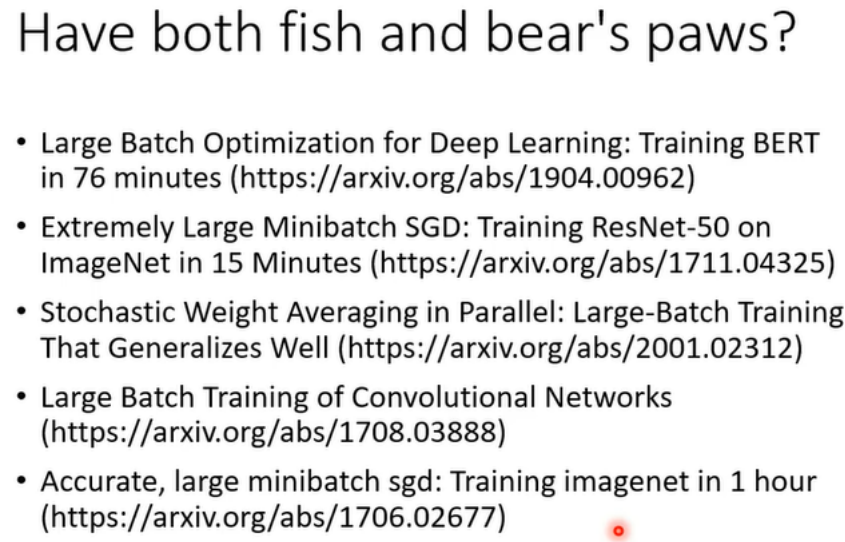 Have both fish and bear's paws?
• Large Batch Optimization for Deep Learning: Training BERT
in 76 minutes (https://arxiv.org/abs/1904.00962)
• Extremely Large Minibatch SGD: Training ResNet-50 on
ImageNet in 15 Minutes (https://arxiv.org/abs/1711.04325)
• Stochastic Weight Averaging in Parallel: Large-Batch Training
That Generalizes Well (https://arxiv.org/abs/2001.02312)
• Large Batch Training of Convolutional Networks
(https://arxiv.org/abs/1708.03888)
• Accurate, large minibatch sgd: Training imagenet in 1 hour
(https://arxiv.org/abs/1706.02677)